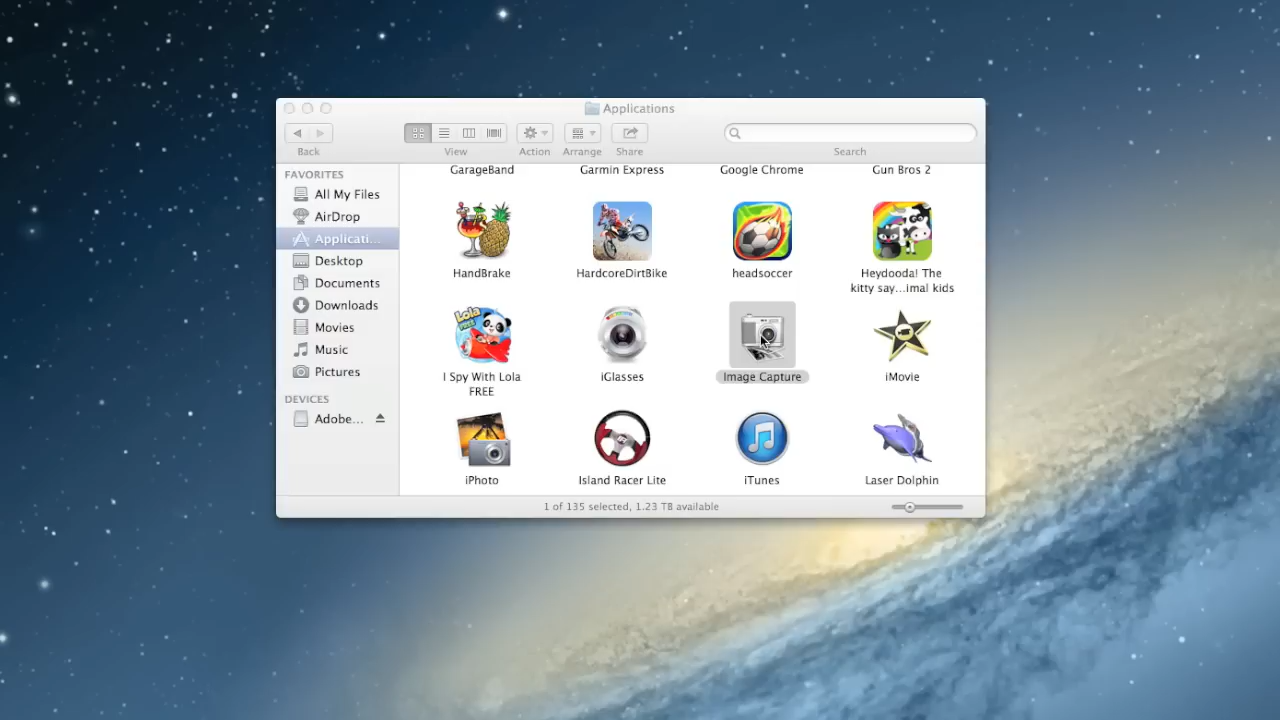 Applications
Back
View
Action
Arrange
Share
Search
FAVORITES
All My Files
AirDrop
Applicati...
Desktop
Documents
Downloads
Movies
Music
Pictures
DEVICES
Adobe...
GarageBand
Garmin Express
Google Chrome
Gun Bros 2
HandBrake
HardcoreDirtBike
headsoccer
Heydooda! The
kitty say...imal kids
I Spy With Lola
FREE
iGlasses
Image Capture
iMovie
iPhoto
Island Racer Lite
iTunes
Laser Dolphin
1 of 135 selected, 1.23 TB available